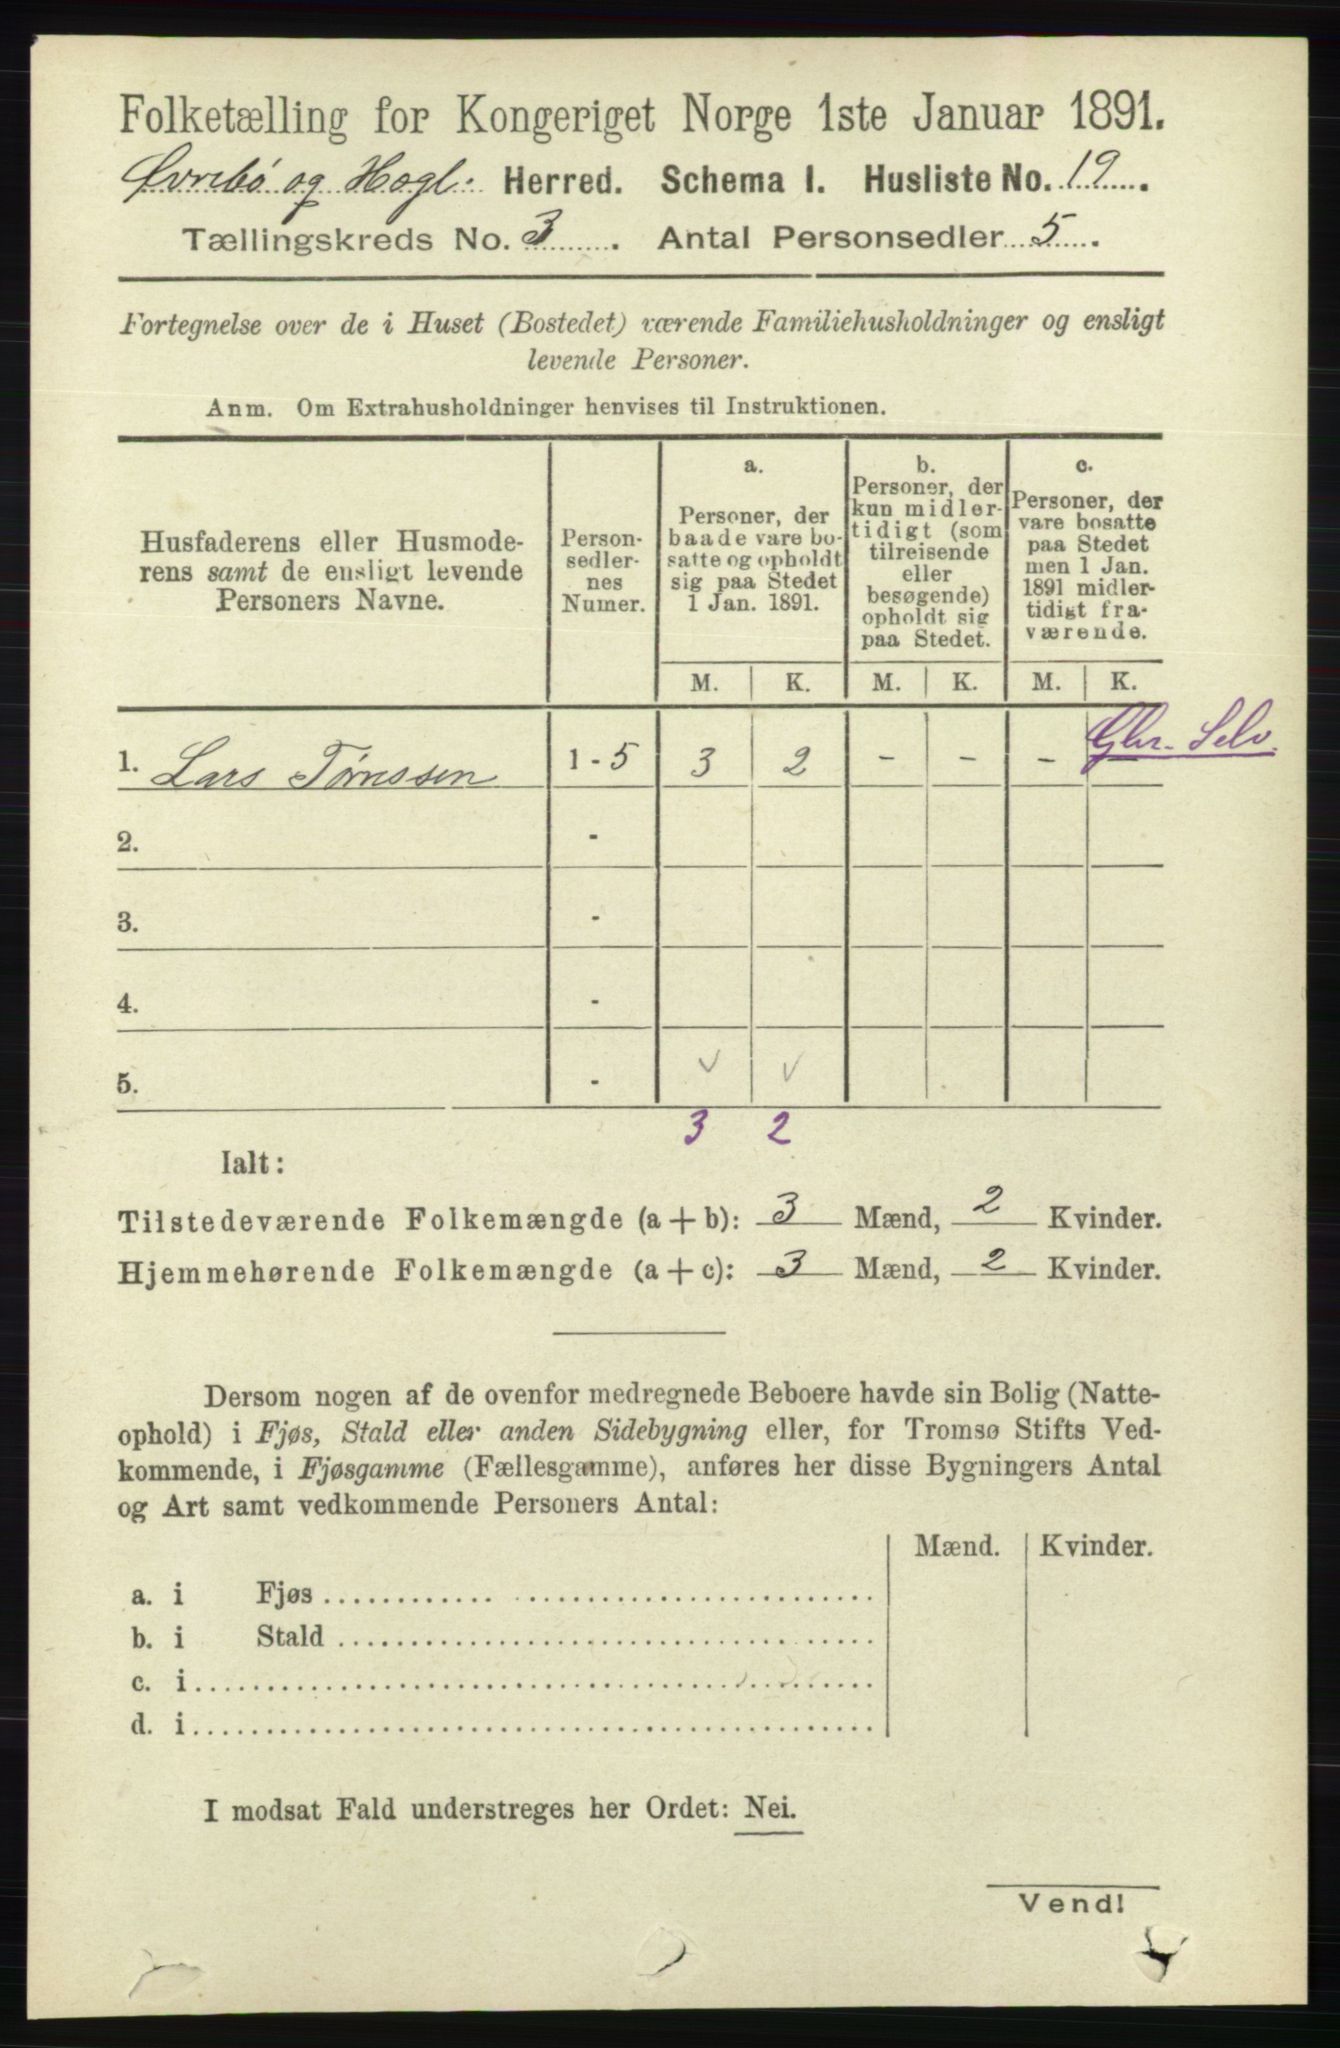 Folketælling for Kongeriget Norge 1ste Januar 1891.
Øvrebø og Hægl. Herred. Schema I. Husliste No. 19.
Tællingskreds No. 3. Antal Personsedler 5.
Fortegnelse over de i Huset (Bostedet) værende Familiehusholdninger og ensligt
levende Personer.
Anm. Om Extrahusholdninger henvises til Instruktionen.
Husfaderens eller Husmode-
rens samt de ensligt levende
Personers Navne.
Person-
sedler-
nes
Numer.
a.
Personer, der
baade vare bo-
satte og opholdt
sig paa Stedet
1 Jan. 1891.
b.
Personer, der
kun midler-
tidigt (som
tilreisende
eller
besøgende)
opholdt sig
paa Stedet.
c.
Personer, der
vare bosatte
paa Stedet
men 1 Jan.
1891 midler-
tidigt fra-
værende.
M. K. M. K. M. K.
1. Lars Tørressen 1 - 5 3 2 - - - -
Selv.
2. -
3. -
4. -
5. -
3 2
Ialt:
Tilstedeværende Folkemængde (a + b): 3 Mænd, 2 Kvinder.
Hjemmehørende Folkemængde (a + c): 3 Mænd, 2 Kvinder.
Dersom nogen af de ovenfor medregnede Beboere havde sin Bolig (Natte-
ophold) i Fjøs, Stald eller anden Sidebygning eller, for Tromsø Stifts Ved-
kommende, i Fjøsgamme (Fællesgamme), anføres her disse Bygningers Antal
og Art samt vedkommende Personers Antal:
Mænd. Kvinder.
a. i Fjøs
b. i Stald
c. i
d. i
I modsat Fald understreges her Ordet: Nei.
Vend!